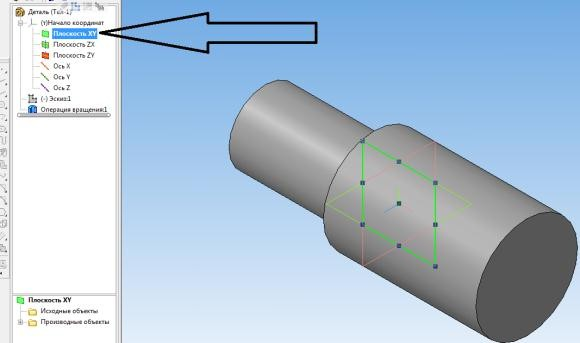 Деталь (Тел-1)
(т)Начало координат
Плоскость XY
Плоскость ZX
Плоскость ZY
Ось X
Ось Y
Ось Z
(-) Эскиз:1
Операция вращения:1
Плоскость XY
Исходные объекты
Производные объекты